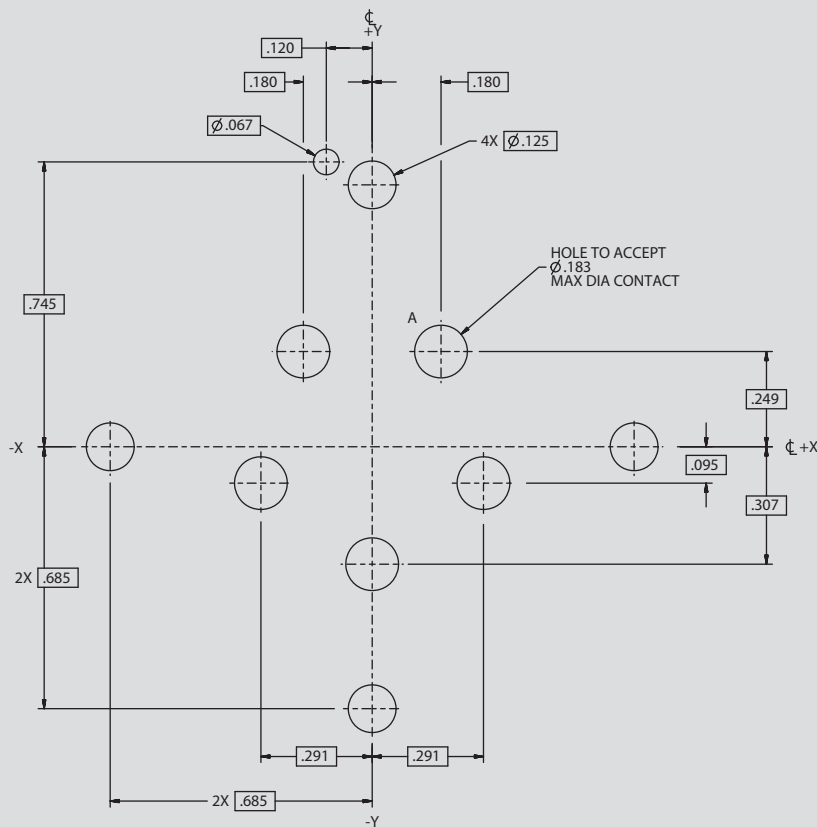 ℄
+Y
.120
.180
.180
⌀.067
4X ⌀.125
HOLE TO ACCEPT
⌀.183
MAX DIA CONTACT
.745
A
.249
-X
℄ +X
.095
.307
2X .685
.291
.291
2X .685
-Y